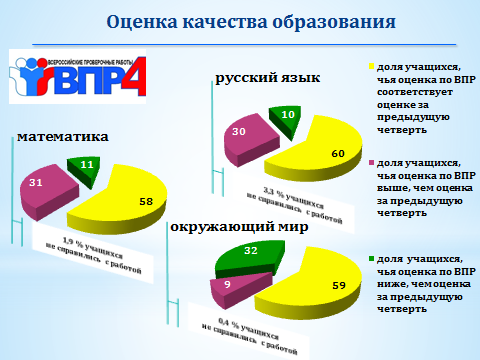 Оценка качества образования
ВСЕРОССИЙСКИЕ ПРОВЕРОЧНЫЕ РАБОТЫ
ВПР4
математика
11
31
58
1,9 % учащихся
не справились с работой
русский язык
10
30
60
3,3 % учащихся
не справились с работой
окружающий мир
32
9
59
0,4 % учащихся
не справились с работой
доля учащихся,
чья оценка по ВПР
соответствует
оценке за
предыдущую
четверть
доля учащихся,
чья оценка по ВПР
выше, чем оценка
за предыдущую
четверть
доля учащихся,
чья оценка по ВПР
ниже, чем оценка
за предыдущую
четверть